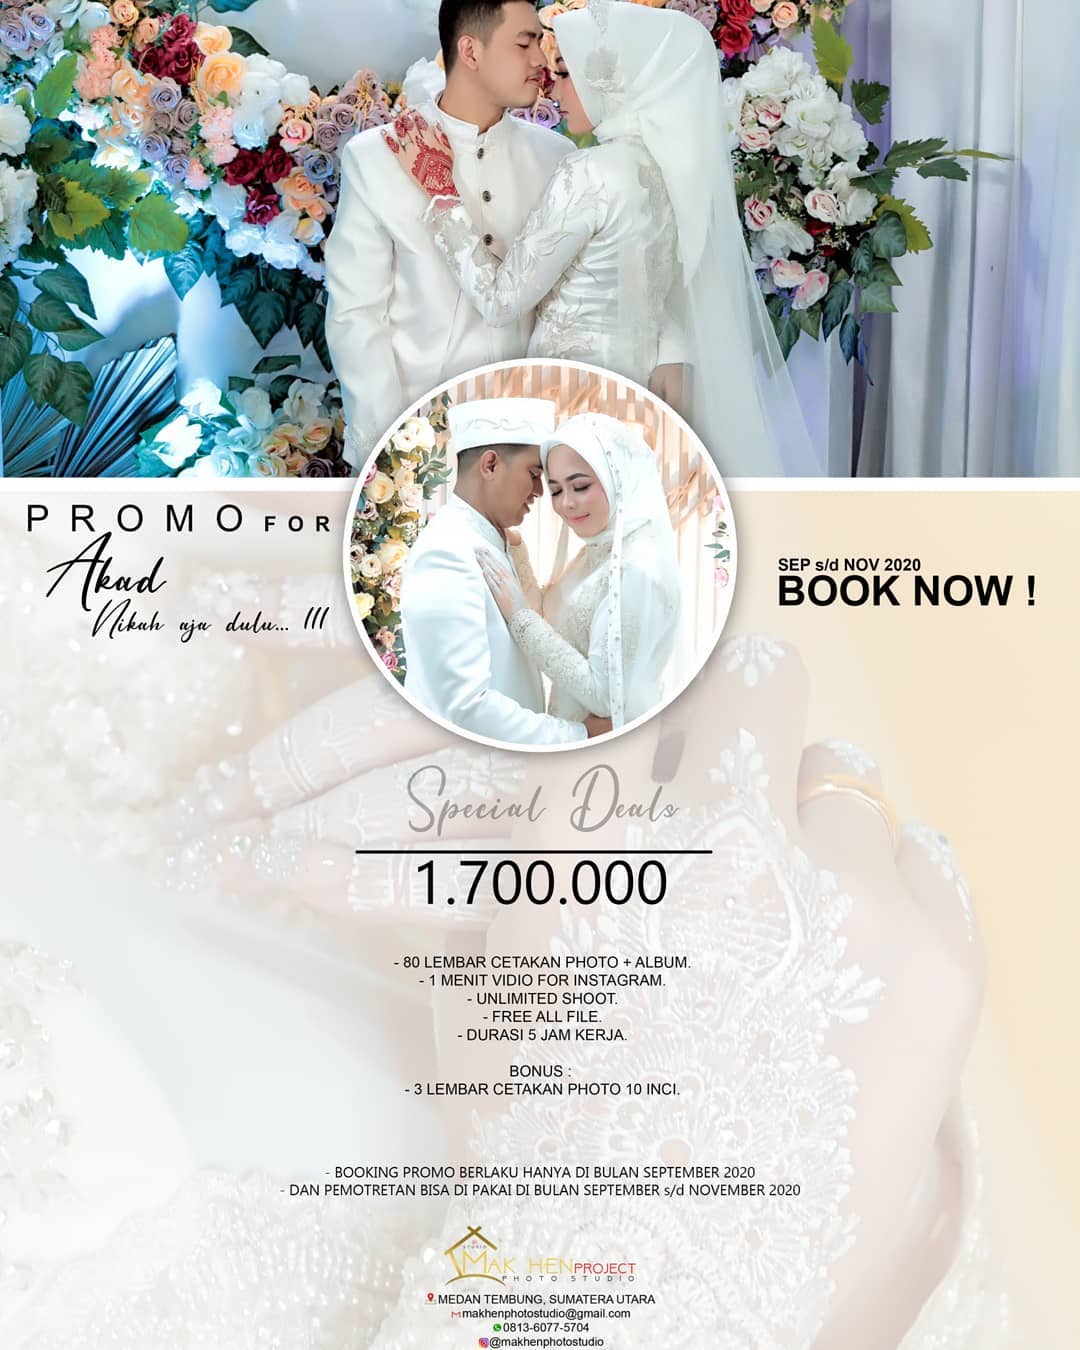 PROMO FOR
Akad
Nikah aja dulu... !!!
SEP s/d NOV 2020
BOOK NOW !
Special Deals
1.700.000
- 80 LEMBAR CETAKAN PHOTO + ALBUM.
- 1 MENIT VIDIO FOR INSTAGRAM.
- UNLIMITED SHOOT.
- FREE ALL FILE.
- DURASI 5 JAM KERJA.
BONUS :
- 3 LEMBAR CETAKAN PHOTO 10 INCI.
- BOOKING PROMO BERLAKU HANYA DI BULAN SEPTEMBER 2020
- DAN PEMOTRETAN BISA DI PAKAI DI BULAN SEPTEMBER s/d NOVEMBER 2020
STUDIO
MAK HENPROJECT
PHOTO STUDIO
MEDAN TEMBUNG, SUMATERA UTARA
makhenphotostudio@gmail.com
0813-6077-5704
@makhenphotostudio